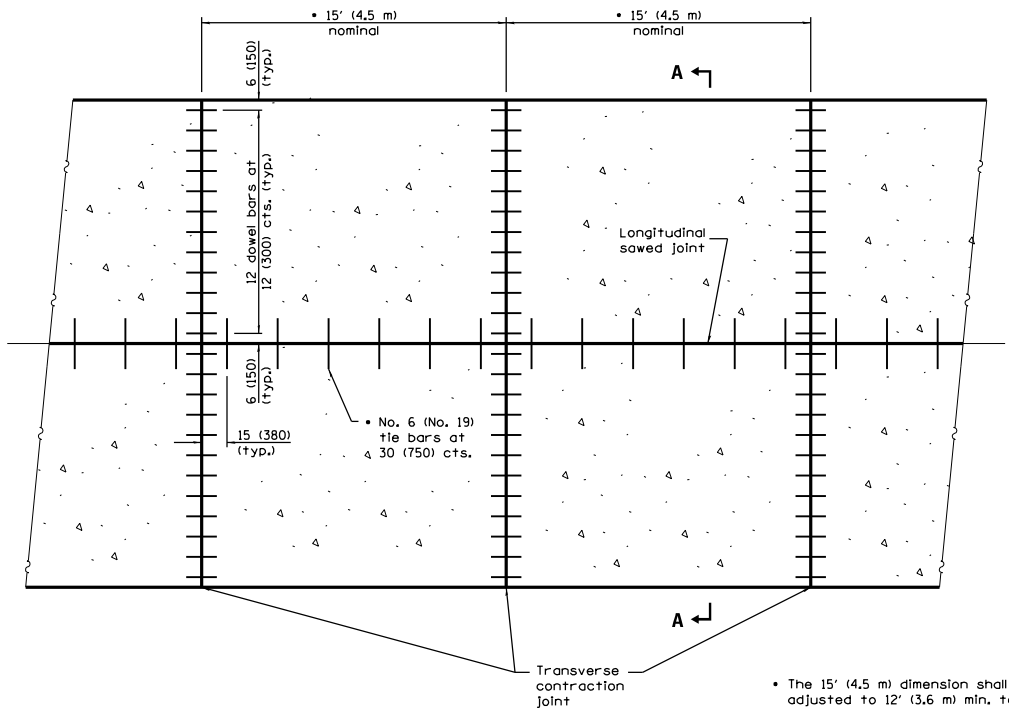 • 15' (4.5 m)
nominal
• 15' (4.5 m)
nominal
6 (150)
(typ.)
A
12 dowel bars at
12 (300) cts. (typ.)
Longitudinal
sawed joint
6 (150)
(typ.)
15 (380)
(typ.)
• No. 6 (No. 19)
tie bars at
30 (750) cts.
A
Transverse
contraction
joint
• The 15' (4.5 m) dimension shall
adjusted to 12' (3.6 m) min. to